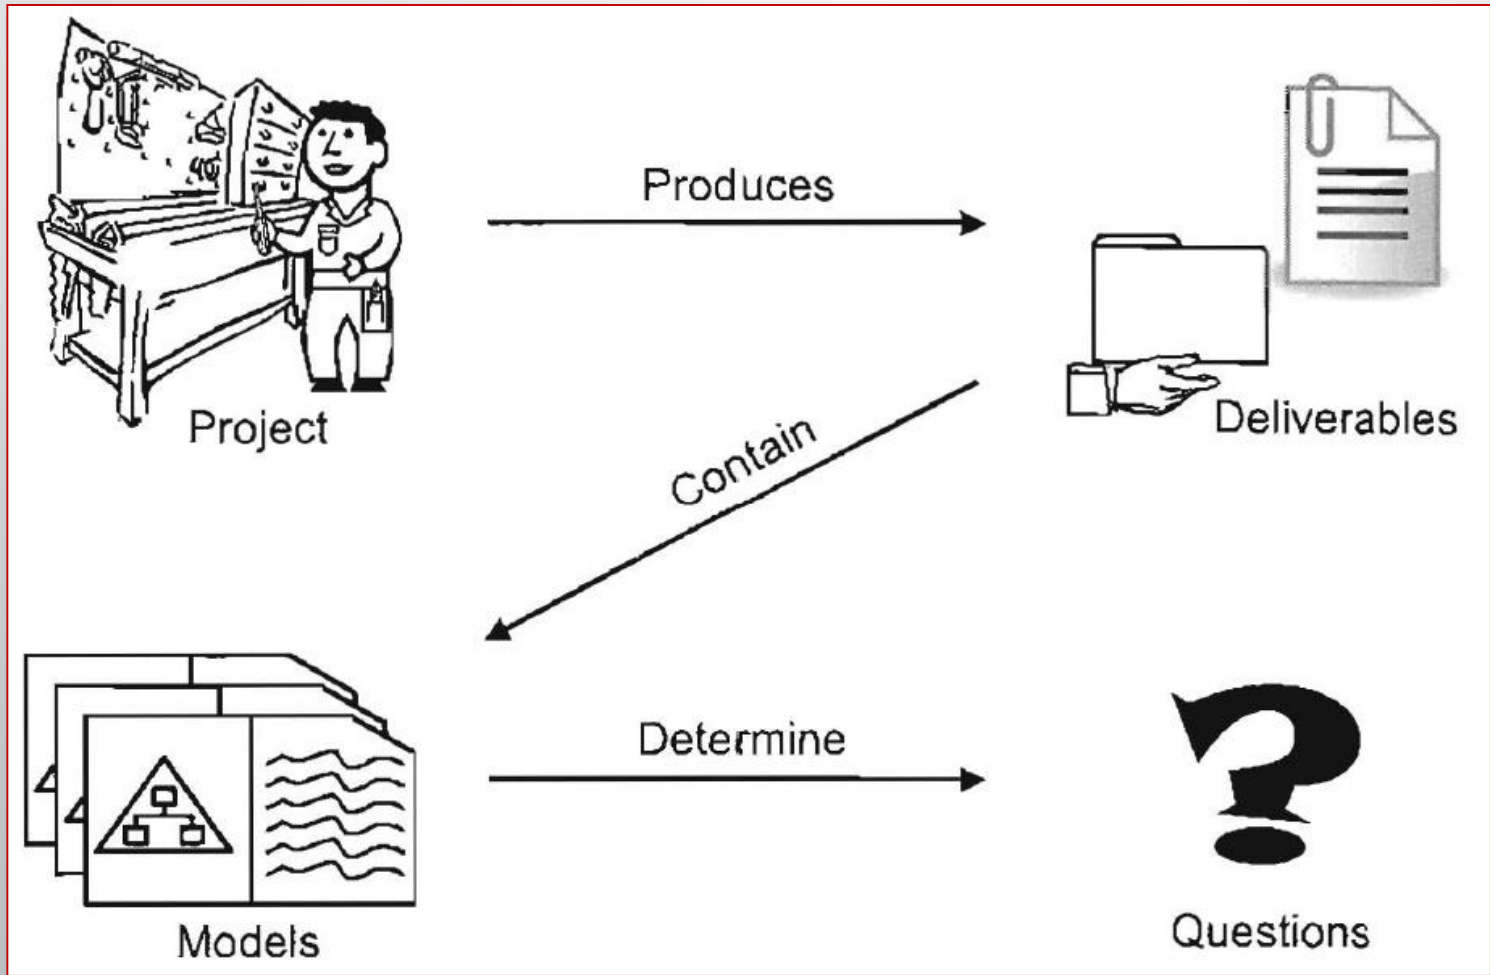 Produces
Project
Deliverables
Contain
Determine
Models
Questions